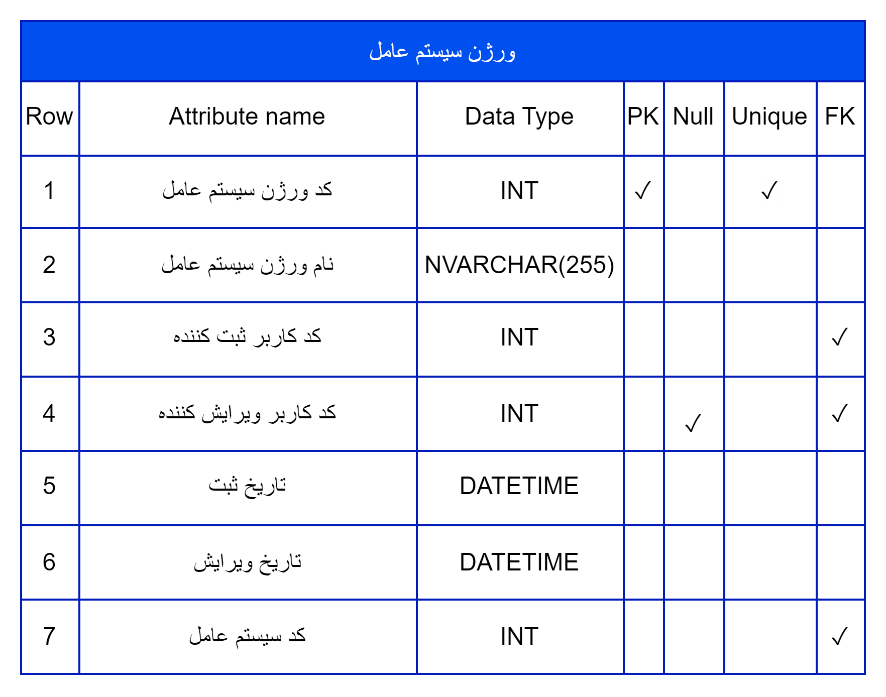 ورژن سیستم عامل
Row Attribute name Data Type PK Null Unique FK
1 کد ورژن سیستم عامل INT ✓ ✓
2 نام ورژن سیستم عامل NVARCHAR(255)
3 کد کاربر ثبت کننده INT ✓
4 کد کاربر ویرایش کننده INT ✓ ✓
5 تاریخ ثبت DATETIME
6 تاریخ ویرایش DATETIME
7 کد سیستم عامل INT ✓